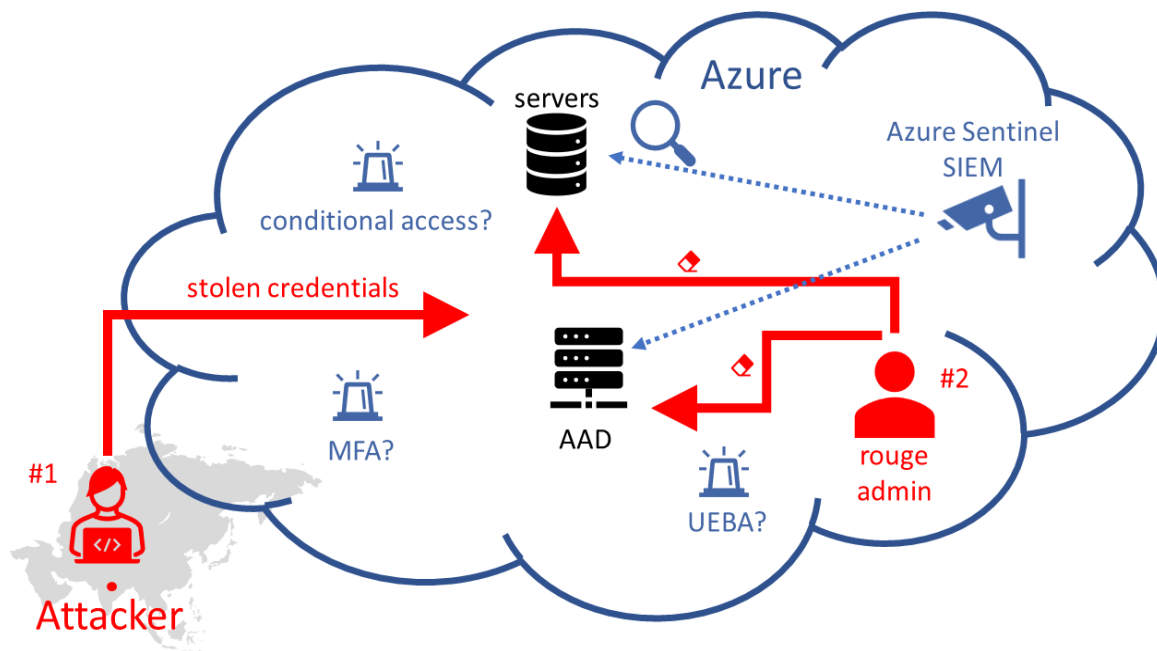 Azure
servers
Azure Sentinel
SIEM
conditional access?
stolen credentials
#2
MFA?
AAD
rouge
admin
#1
UEBA?
</>
Attacker